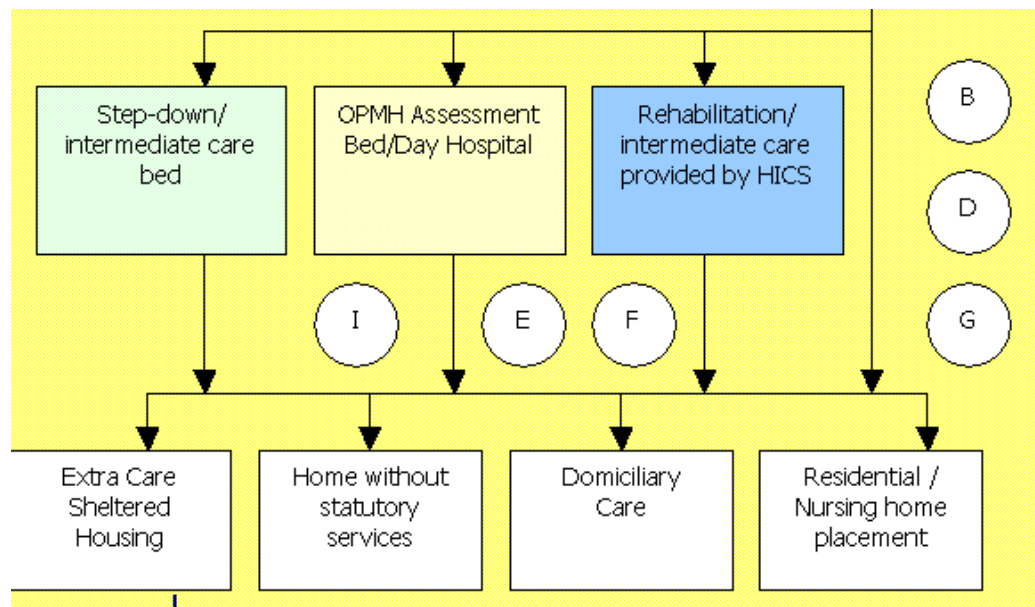 Step-down/
intermediate care
bed
OPMH Assessment
Bed/Day Hospital
Rehabilitation/
intermediate care
provided by HICS
B
D
I
E
F
G
Extra Care
Sheltered
Housing
Home without
statutory
services
Domiciliary
Care
Residential /
Nursing home
placement